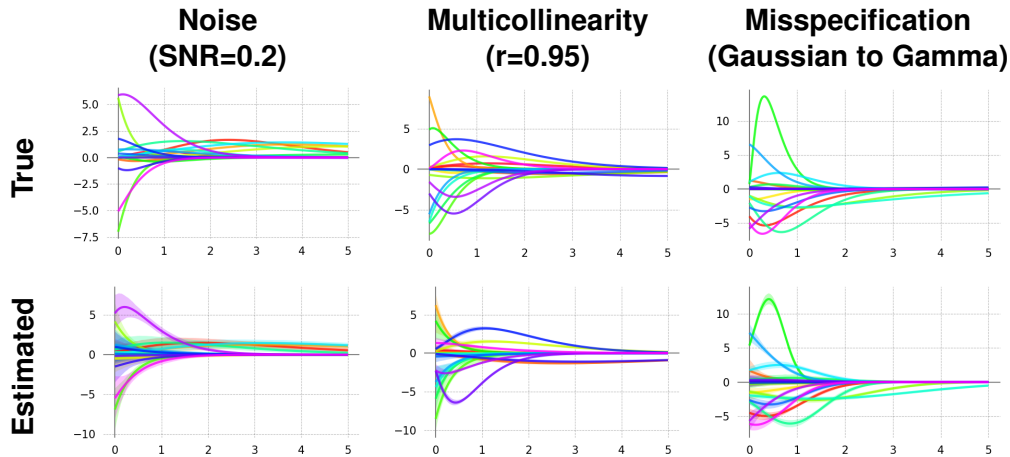 Noise
(SNR=0.2)
Multicollinearity
(r=0.95)
Misspecification
(Gaussian to Gamma)
True
5.0
2.5
0.0
−2.5
−5.0
−7.5
0 1 2 3 4 5
5
0
−5
0 1 2 3 4 5
10
5
0
−5
0 1 2 3 4 5
Estimated
5
0
−5
−10
0 1 2 3 4 5
5
0
−5
−10
0 1 2 3 4 5
10
5
0
−5
0 1 2 3 4 5